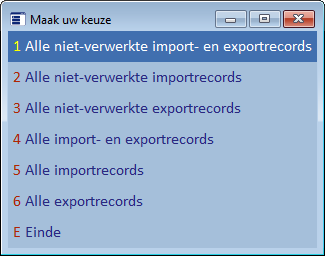 Maak uw keuze
1 Alle niet-verwerkte import- en exportrecords
2 Alle niet-verwerkte importrecords
3 Alle niet-verwerkte exportrecords
4 Alle import- en exportrecords
5 Alle importrecords
6 Alle exportrecords
E Einde